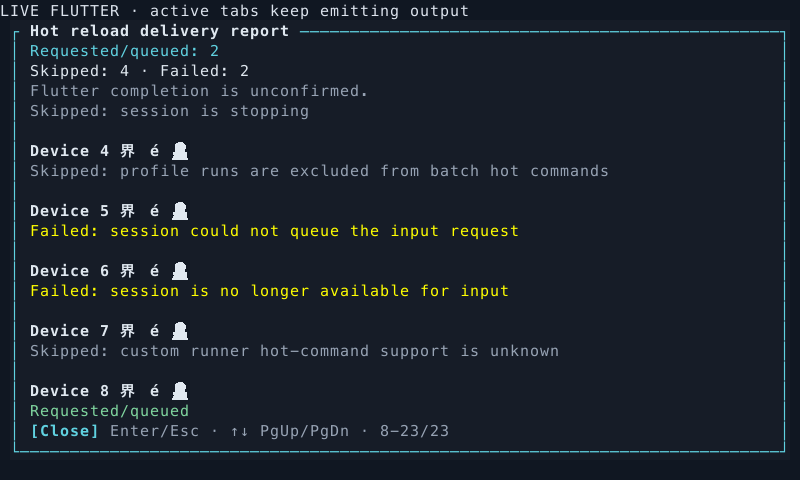 LIVE FLUTTER · active tabs keep emitting output
Hot reload delivery report
Requested/queued: 2
Skipped: 4 · Failed: 2
Flutter completion is unconfirmed.
Skipped: session is stopping
Device 4 界 é
Skipped: profile runs are excluded from batch hot commands
Device 5 界 é
Failed: session could not queue the input request
Device 6 界 é
Failed: session is no longer available for input
Device 7 界 é
Skipped: custom runner hot-command support is unknown
Device 8 界 é
Requested/queued
[Close] Enter/Esc · ↑↓ PgUp/PgDn · 8-23/23